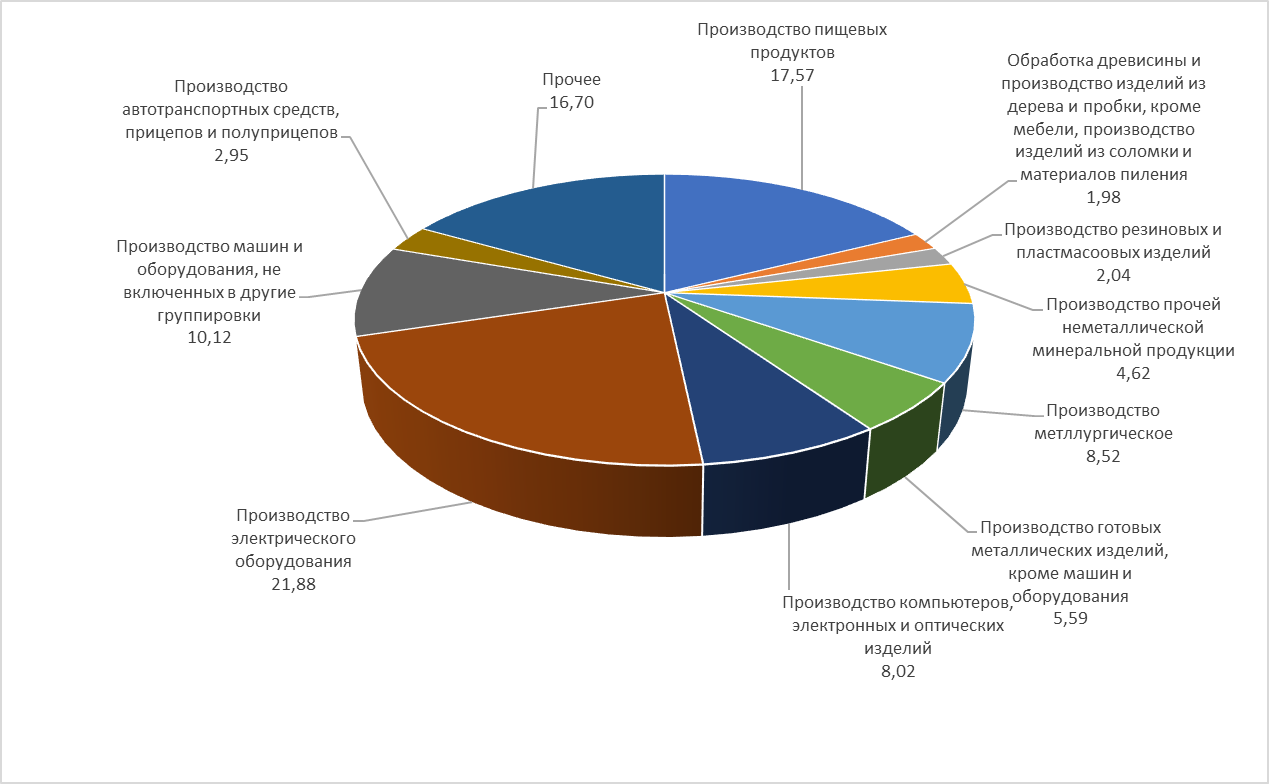 Производство пищевых
продуктов
17,57
Обработка древисины и
производство изделий из
дерева и пробки, кроме
мебели, производство
изделий из соломки и
материалов пиления
1,98
Производство резиновых и
пластмасоовых изделий
2,04
Производство прочей
неметаллической
минеральной продукции
4,62
Производство
метллургическое
8,52
Производство готовых
металлических изделий,
кроме машин и
оборудования
5,59
Производство компьютеров,
электронных и оптических
изделий
8,02
Производство
электрического
оборудования
21,88
Производство машин и
оборудования, не
включенных в другие
группировки
10,12
Производство
автотранспортных средств,
прицепов и полуприцепов
2,95
Прочее
16,70